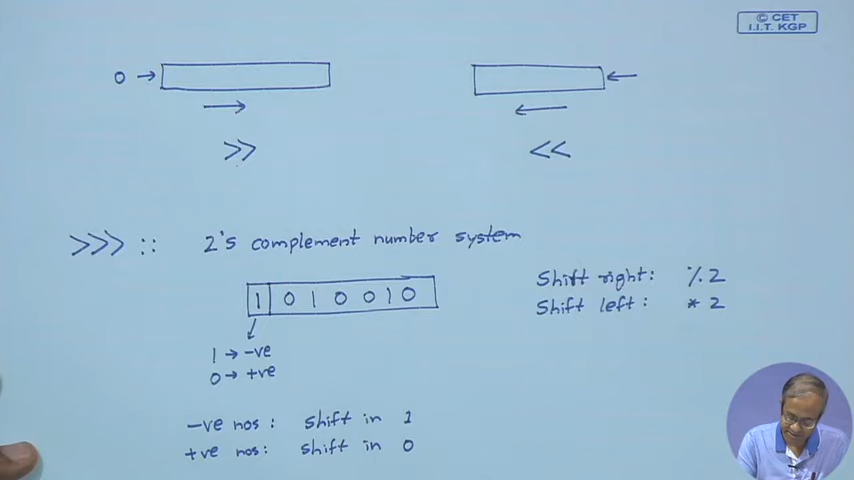 © CET
I.I.T. KGP
0 →
>>
<<
>>> :: 2's complement number system
1 0 1 0 0 1 0
Shift right: % 2
Shift left: * 2
1 → -ve
0 → +ve
-ve nos: shift in 1
+ve nos: shift in 0